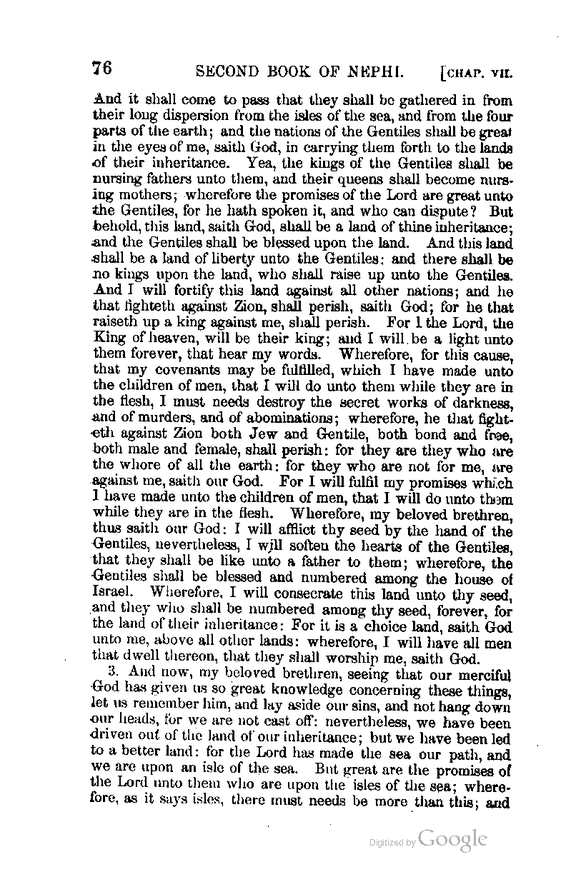 76 SECOND BOOK OF NEPHI. [CHAP. VII.
And it shall come to pass that they shall be gathered in from
their long dispersion from the isles of the sea, and from the four
parts of the earth; and the nations of the Gentiles shall be great
in the eyes of me, saith God, in carrying them forth to the lands
of their inheritance. Yea, the kings of the Gentiles shall be
nursing fathers unto them, and their queens shall become nurs-
ing mothers; wherefore the promises of the Lord are great unto
the Gentiles, for he hath spoken it, and who can dispute? But
behold, this land, saith God, shall be a land of thine inheritance;
and the Gentiles shall be blessed upon the land. And this land
shall be a land of liberty unto the Gentiles: and there shall be
no kings upon the land, who shall raise up unto the Gentiles.
And I will fortify this land against all other nations; and he
that fighteth against Zion, shall perish, saith God; for he that
raiseth up a king against me, shall perish. For I the Lord, the
King of heaven, will be their king; and I will be a light unto
them forever, that hear my words. Wherefore, for this cause,
that my covenants may be fulfilled, which I have made unto
the children of men, that I will do unto them while they are in
the flesh, I must needs destroy the secret works of darkness,
and of murders, and of abominations; wherefore, he that fight-
eth against Zion both Jew and Gentile, both bond and free,
both male and female, shall perish: for they are they who are
the whore of all the earth: for they who are not for me, are
against me, saith our God. For I will fulfil my promises which
I have made unto the children of men, that I will do unto them
while they are in the flesh. Wherefore, my beloved brethren,
thus saith our God: I will afflict thy seed by the hand of the
Gentiles, nevertheless, I will soften the hearts of the Gentiles,
that they shall be like unto a father to them; wherefore, the
Gentiles shall be blessed and numbered among the house of
Israel. Wherefore, I will consecrate this land unto thy seed,
and they who shall be numbered among thy seed, forever, for
the land of their inheritance: For it is a choice land, saith God
unto me, above all other lands: wherefore, I will have all men
that dwell thereon, that they shall worship me, saith God.
3. And now, my beloved brethren, seeing that our merciful
God has given us so great knowledge concerning these things,
let us remember him, and lay aside our sins, and not hang down
our heads, for we are not cast off: nevertheless, we have been
driven out of the land of our inheritance; but we have been led
to a better land: for the Lord has made the sea our path, and
we are upon an isle of the sea. But great are the promises of
the Lord unto them who are upon the isles of the sea; where-
fore, as it says isles, there must needs be more than this; and
Digitized by Google